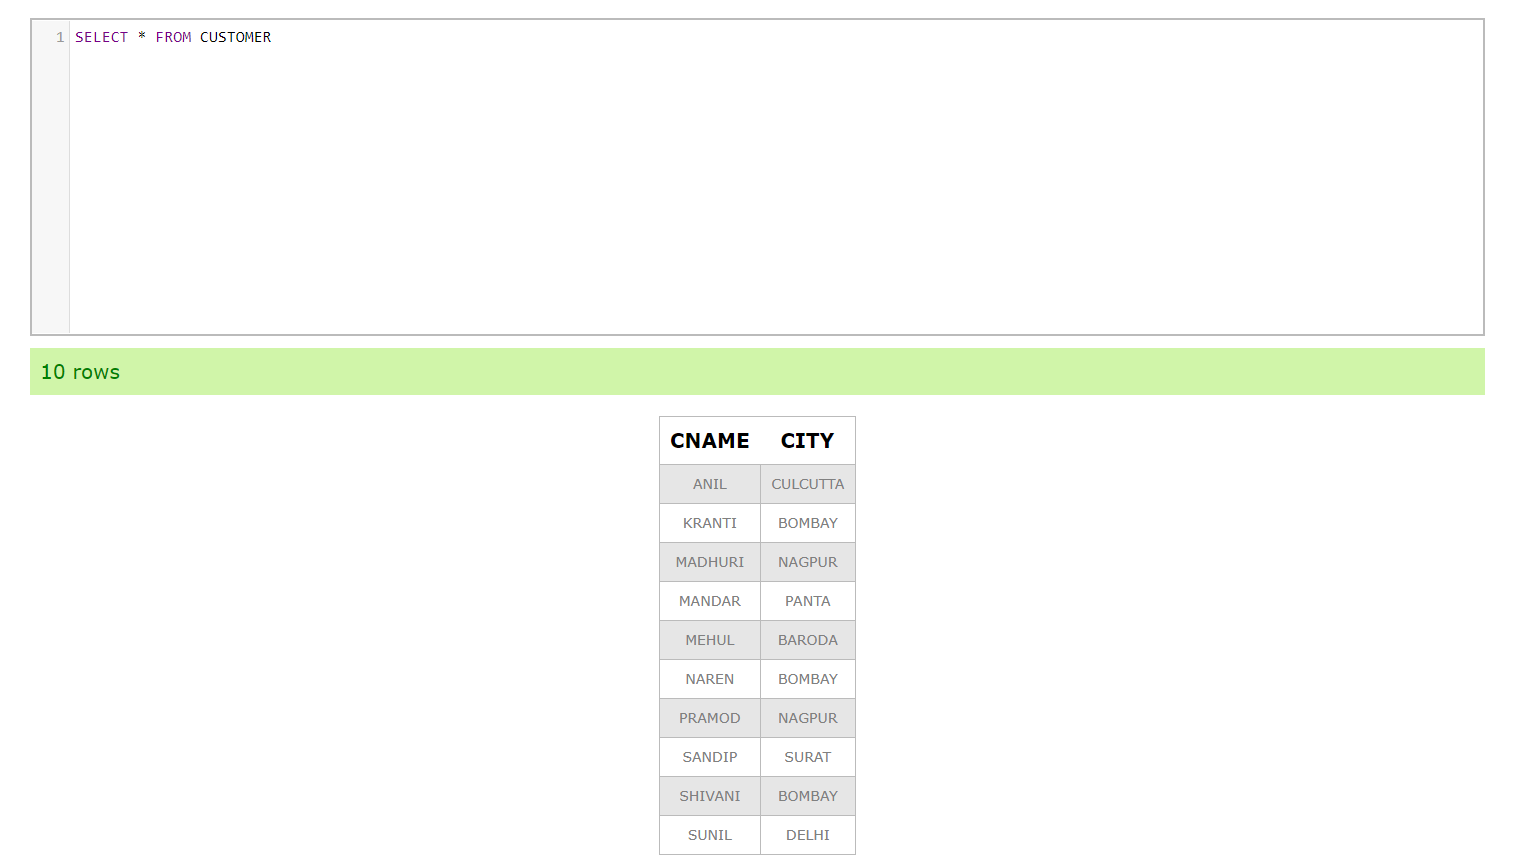 1 SELECT * FROM CUSTOMER
10 rows
CNAME CITY
ANIL CULCUTTA
KRANTI BOMBAY
MADHURI NAGPUR
MANDAR PANTA
MEHUL BARODA
NAREN BOMBAY
PRAMOD NAGPUR
SANDIP SURAT
SHIVANI BOMBAY
SUNIL DELHI